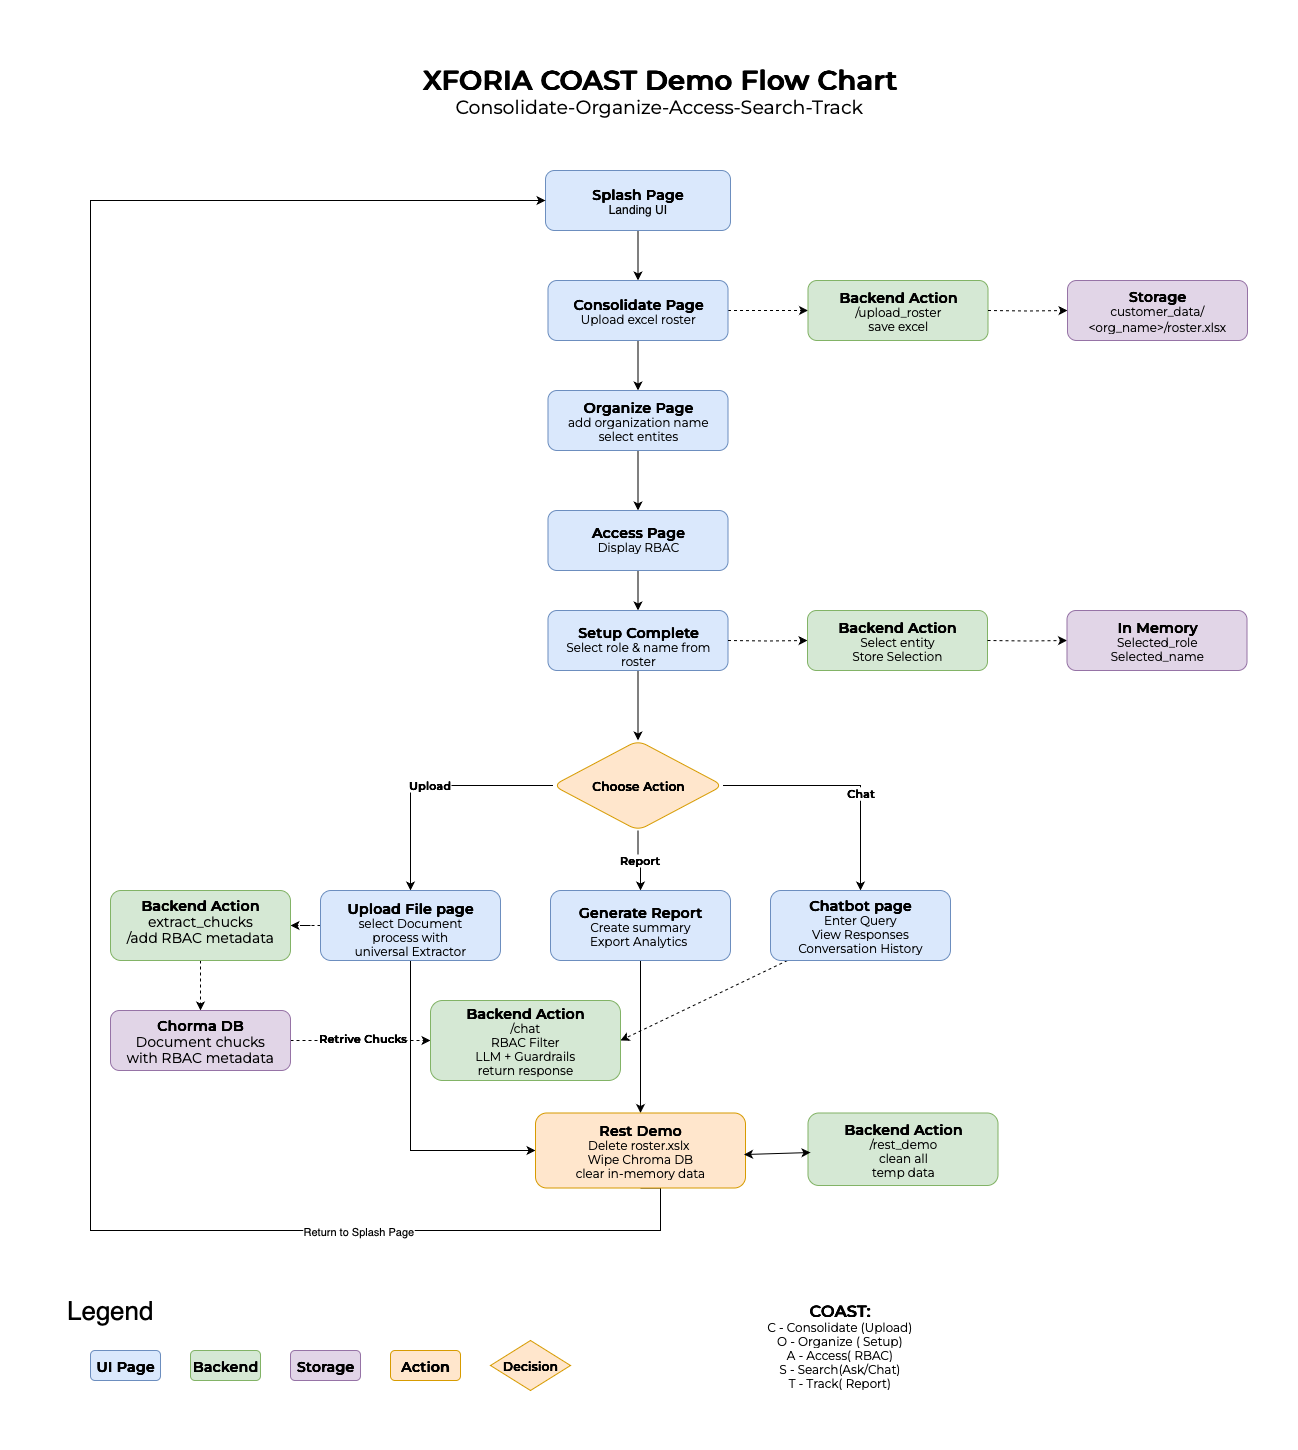 XFORIA COAST Demo Flow Chart
Consolidate-Organize-Access-Search-Track
Splash Page
Landing UI
Consolidate Page
Upload excel roster
Backend Action
/upload_roster
save excel
Storage
customer_data/
<org_name>/roster.xlsx
Organize Page
add organization name
select entites
Access Page
Display RBAC
Setup Complete
Select role & name from
roster
Backend Action
Select entity
Store Selection
In Memory
Selected_role
Selected_name
Choose Action
Upload
Report
Chat
Backend Action
extract_chucks
/add RBAC metadata
Upload File page
select Document
process with
universal Extractor
Generate Report
Create summary
Export Analytics
Chatbot page
Enter Query
View Responses
Conversation History
Chorma DB
Document chucks
with RBAC metadata
Retrive Chucks
Backend Action
/chat
RBAC Filter
LLM + Guardrails
return response
Rest Demo
Delete roster.xslx
Wipe Chroma DB
clear in-memory data
Backend Action
/rest_demo
clean all
temp data
Return to Splash Page
Legend
UI Page
Backend
Storage
Action
Decision
COAST:
C - Consolidate (Upload)
O - Organize ( Setup)
A - Access( RBAC)
S - Search(Ask/Chat)
T - Track( Report)